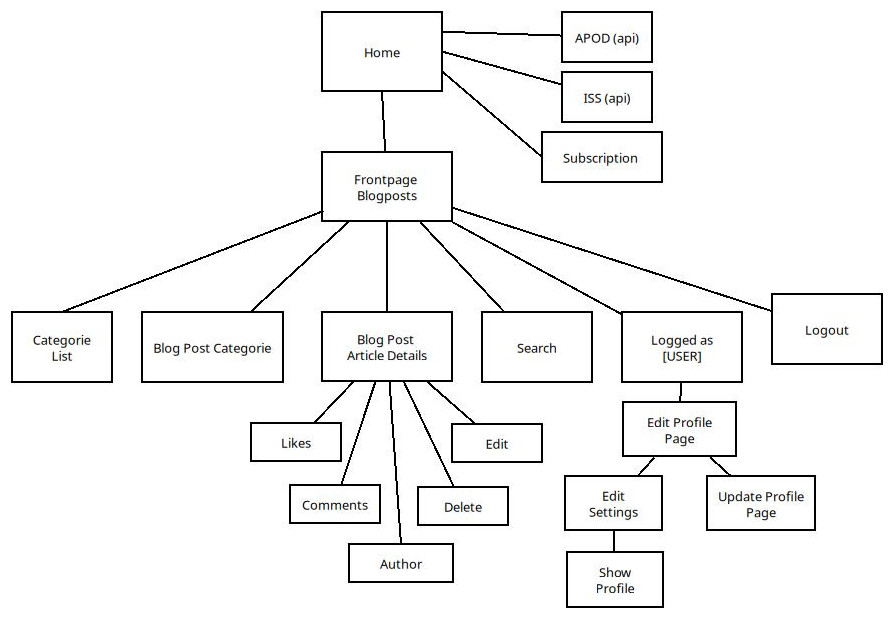 Home
APOD (api)
ISS (api)
Subscription
Frontpage
Blogposts
Categorie
List
Blog Post Categorie
Blog Post
Article Details
Search
Logged as
[USER]
Logout
Likes
Edit
Comments
Delete
Author
Edit Profile
Page
Edit
Settings
Update Profile
Page
Show
Profile